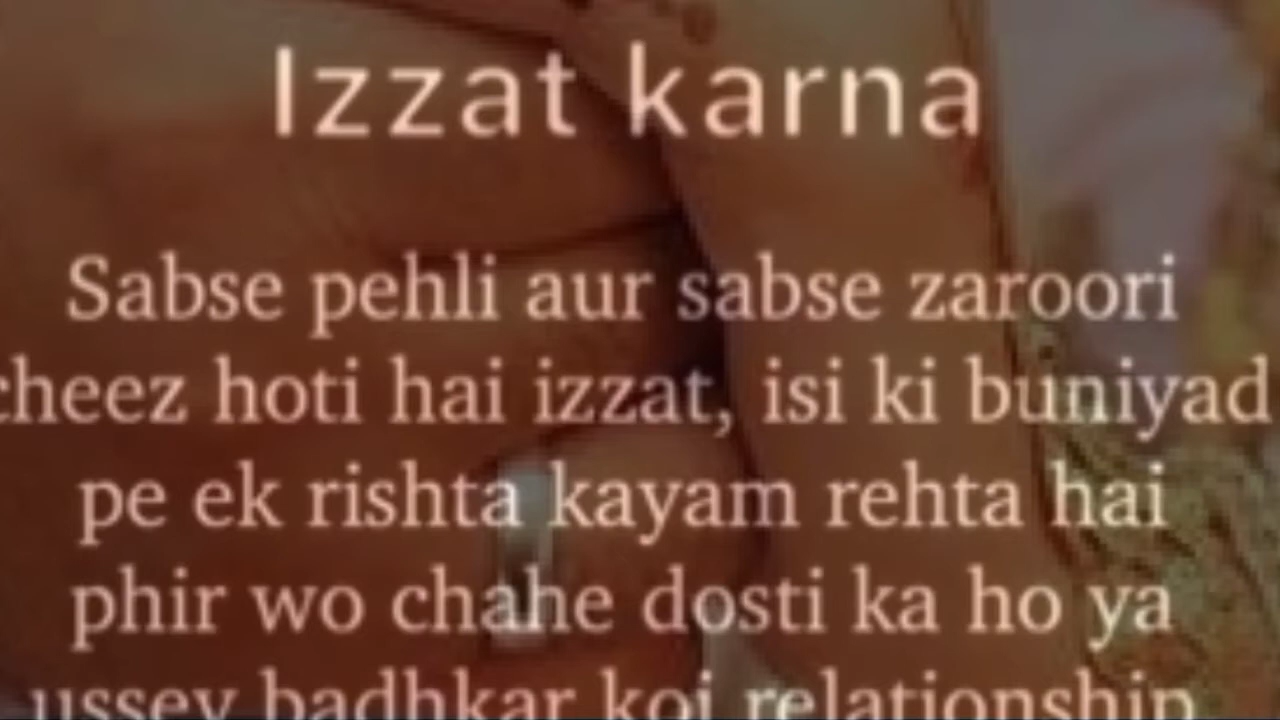 Izzat karna
Sabse pehli aur sabse zaroori
cheez hoti hai izzat, isi ki buniyad
pe ek rishta kayam rehta hai
phir wo chahe dosti ka ho ya
ussey badhkar koi relationship